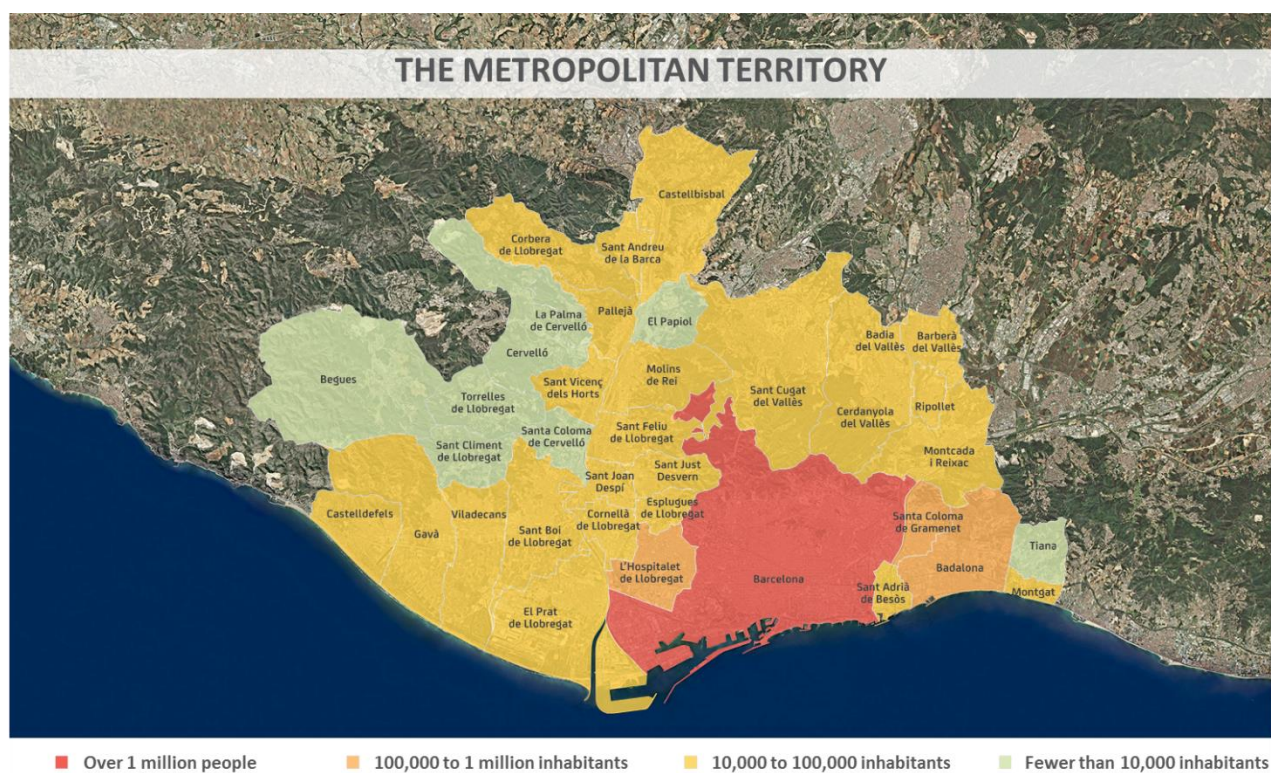 THE METROPOLITAN TERRITORY
Castellbisbal
Corbera
de Llobregat
Sant Andreu
de la Barca
La Palma
de Cervelló
Pallejà
El Papiol
Badia
del Vallès
Barberà
del Vallès
Cervelló
Begues
Sant Vicenç
dels Horts
Molins
de Rei
Sant Cugat
del Vallès
Torrelles
de Llobregat
Cerdanyola
del Vallès
Ripollet
Sant Climent
de Llobregat
Santa Coloma
de Cervelló
Sant Feliu
de Llobregat
Montcada
i Reixac
Sant Just
Desvern
Sant Joan
Despí
Esplugues
de Llobregat
Castelldefels
Gavà
Viladecans
Sant Boi
de Llobregat
Cornellà
de Llobregat
Santa Coloma
de Gramenet
Tiana
L'Hospitalet
de Llobregat
Barcelona
Badalona
Sant Adrià
de Besòs
Montgat
El Prat
de Llobregat
Over 1 million people
100,000 to 1 million inhabitants
10,000 to 100,000 inhabitants
Fewer than 10,000 inhabitants